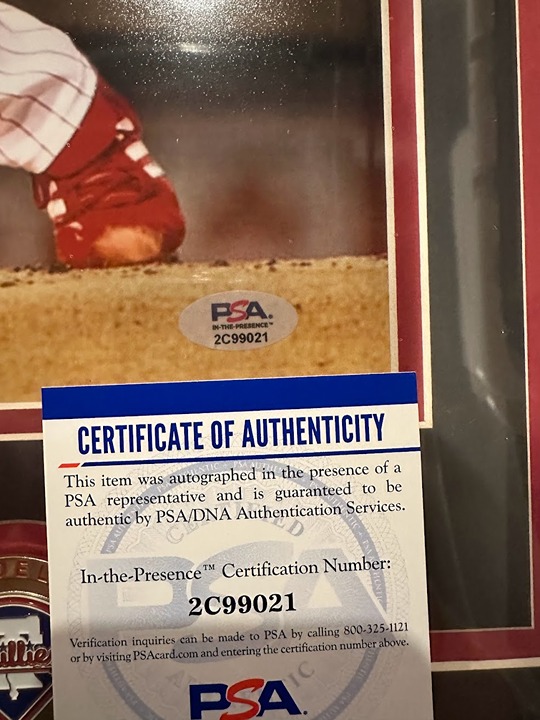 PSA.
IN-THE-PRESENCE™
2C99021
CERTIFICATE OF AUTHENTICITY
This item was autographed in the presence of a
PSA representative and is guaranteed to be
authentic by PSA/DNA Authentication Services.
In-the-Presence™ Certification Number:
2C99021
Verification inquiries can be made to PSA by calling 800-325-1121
or by visiting PSAcard.com and entering the certification number above.
PSA.